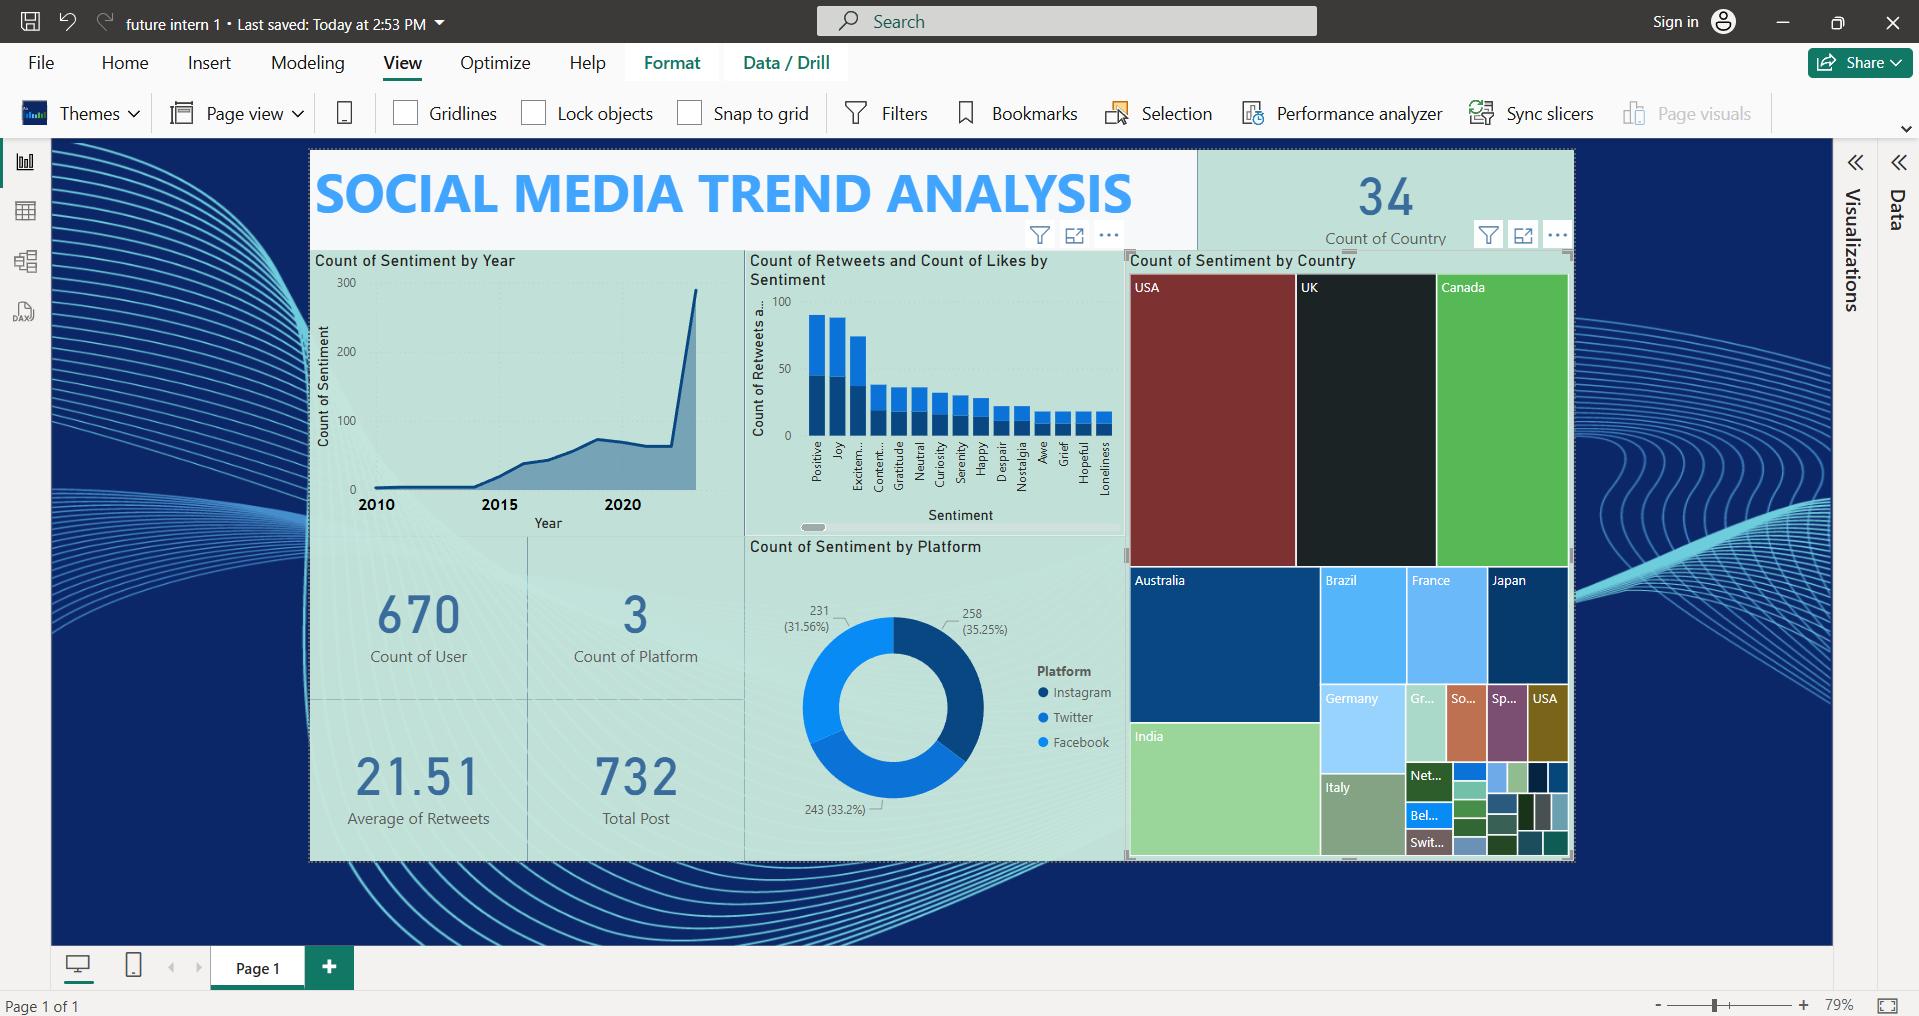 future intern 1 • Last saved: Today at 2:53 PM
Search
Sign in
File Home Insert Modeling View Optimize Help Format Data / Drill
Share
Themes Page view Gridlines Lock objects Snap to grid Filters Bookmarks Selection Performance analyzer Sync slicers Page visuals
DAX
SOCIAL MEDIA TREND ANALYSIS
34
Count of Country
Count of Sentiment by Year
Count of Sentiment
300
200
100
0
2010 2015 2020
Year
Count of Retweets and Count of Likes by
Sentiment
Count of Retweets a...
100
50
0
Positive
Joy
Excitem...
Content...
Gratitude
Neutral
Curiosity
Serenity
Happy
Despair
Nostalgia
Awe
Grief
Hopeful
Loneliness
Sentiment
Count of Sentiment by Country
USA UK Canada
Australia Brazil France Japan
Germany Gr... So... Sp... USA
India
Net...
Italy
Bel...
Swit...
670
Count of User
3
Count of Platform
21.51
Average of Retweets
732
Total Post
Count of Sentiment by Platform
231
(31.56%)
258
(35.25%)
243 (33.2%)
Platform
Instagram
Twitter
Facebook
Visualizations
Data
Page 1
Page 1 of 1
- + 79%